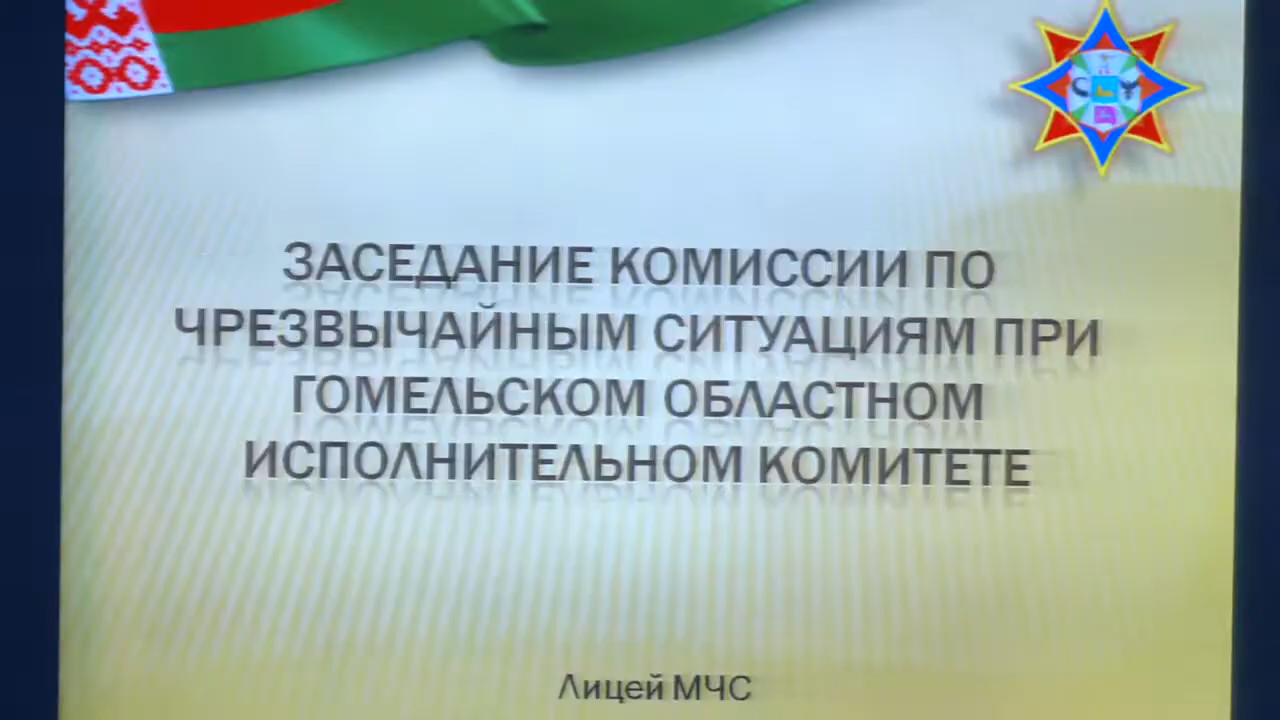 ЗАСЕДАНИЕ КОМИССИИ ПО
ЧРЕЗВЫЧАЙНЫМ СИТУАЦИЯМ ПРИ
ГОМЕЛЬСКОМ ОБЛАСТНОМ
ИСПОЛНИТЕЛЬНОМ КОМИТЕТЕ
Лицей МЧС